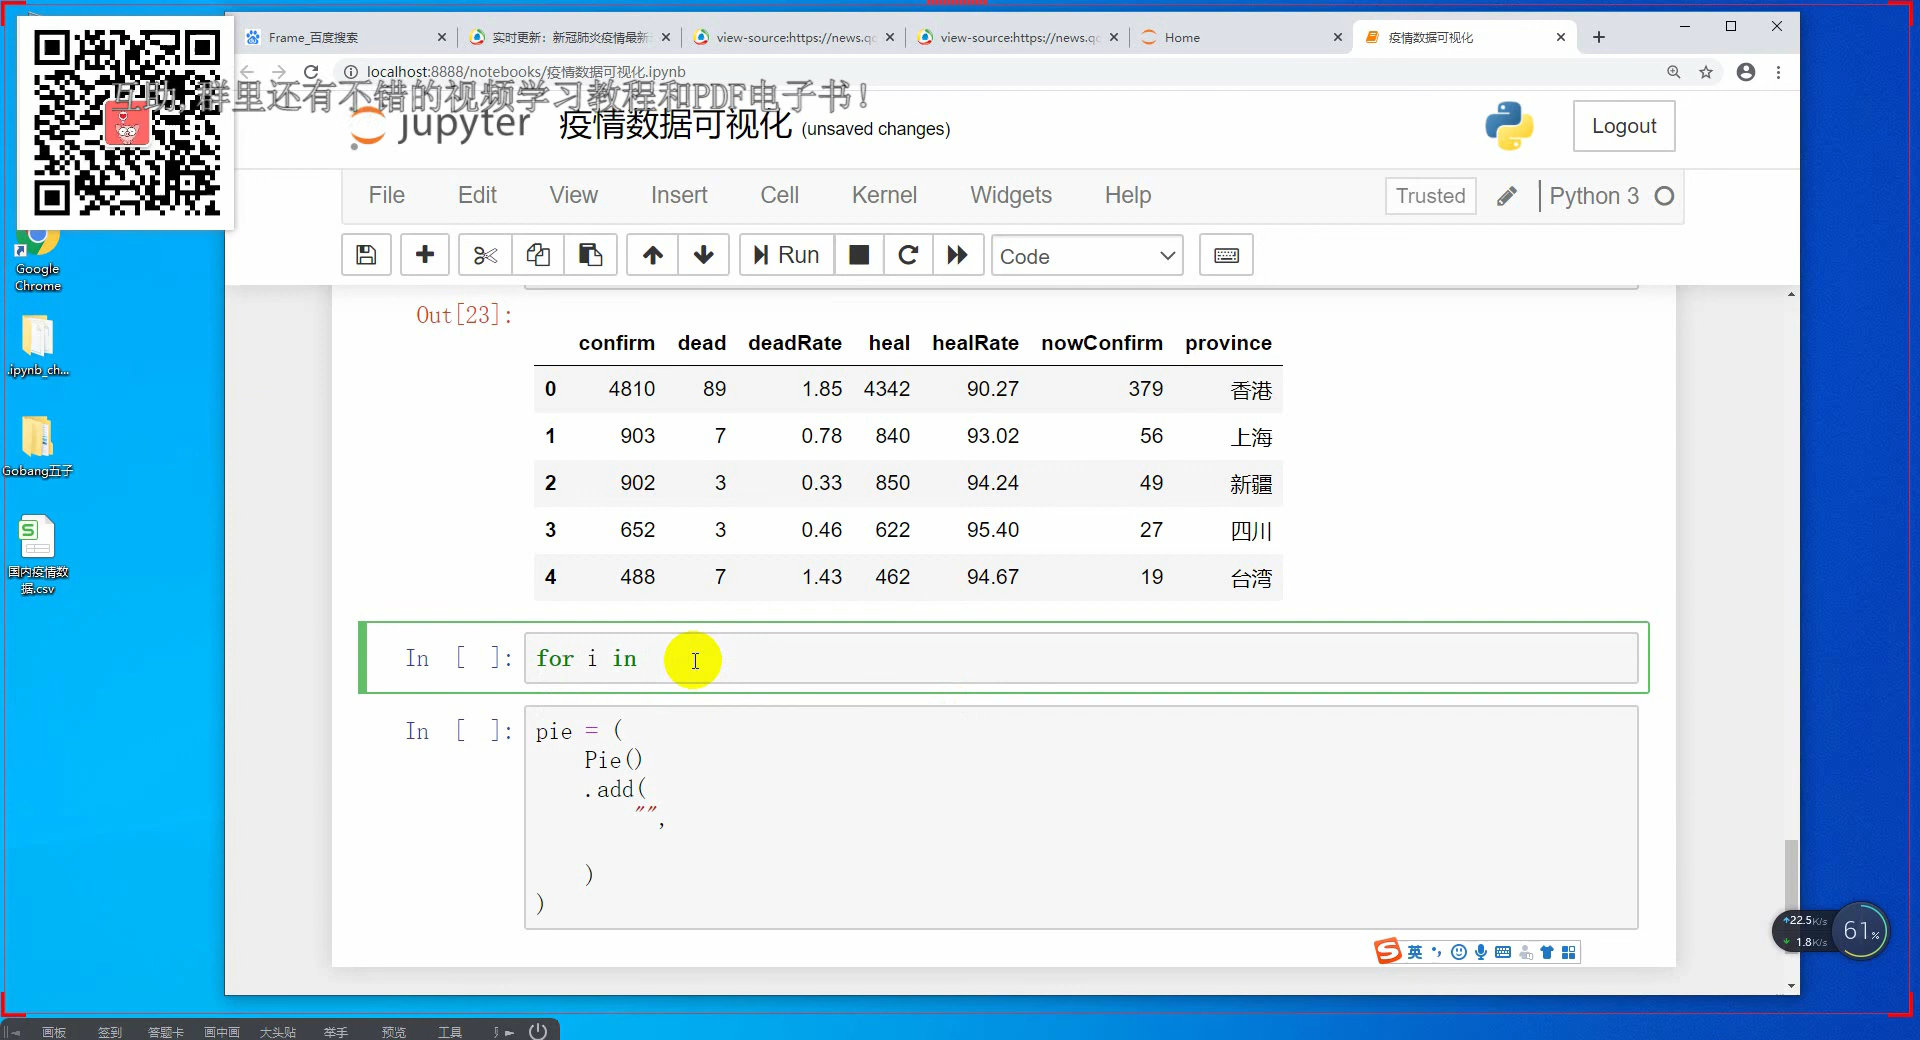 Frame_百度搜索
实时更新：新冠肺炎疫情最新
view-source:https://news.qc
view-source:https://news.qc
Home
疫情数据可视化
localhost:8888/notebooks/疫情数据可视化.ipynb
互助,群里还有不错的视频学习教程和PDF电子书!
jupyter 疫情数据可视化 (unsaved changes)
Logout
File Edit View Insert Cell Kernel Widgets Help
Trusted
Python 3
Run
Code
Google
Chrome
.ipynb_ch...
Gobang五子
国内疫情数
据.csv
Out[23]:
confirm dead deadRate heal healRate nowConfirm province
0 4810 89 1.85 4342 90.27 379 香港
1 903 7 0.78 840 93.02 56 上海
2 902 3 0.33 850 94.24 49 新疆
3 652 3 0.46 622 95.40 27 四川
4 488 7 1.43 462 94.67 19 台湾
In [ ]: for i in
In [ ]: pie = (
Pie()
.add(
"",
)
)
英
22.5K/s
1.8K/s
61%
画板 签到 答题卡 画中画 大头贴 举手 预览 工具